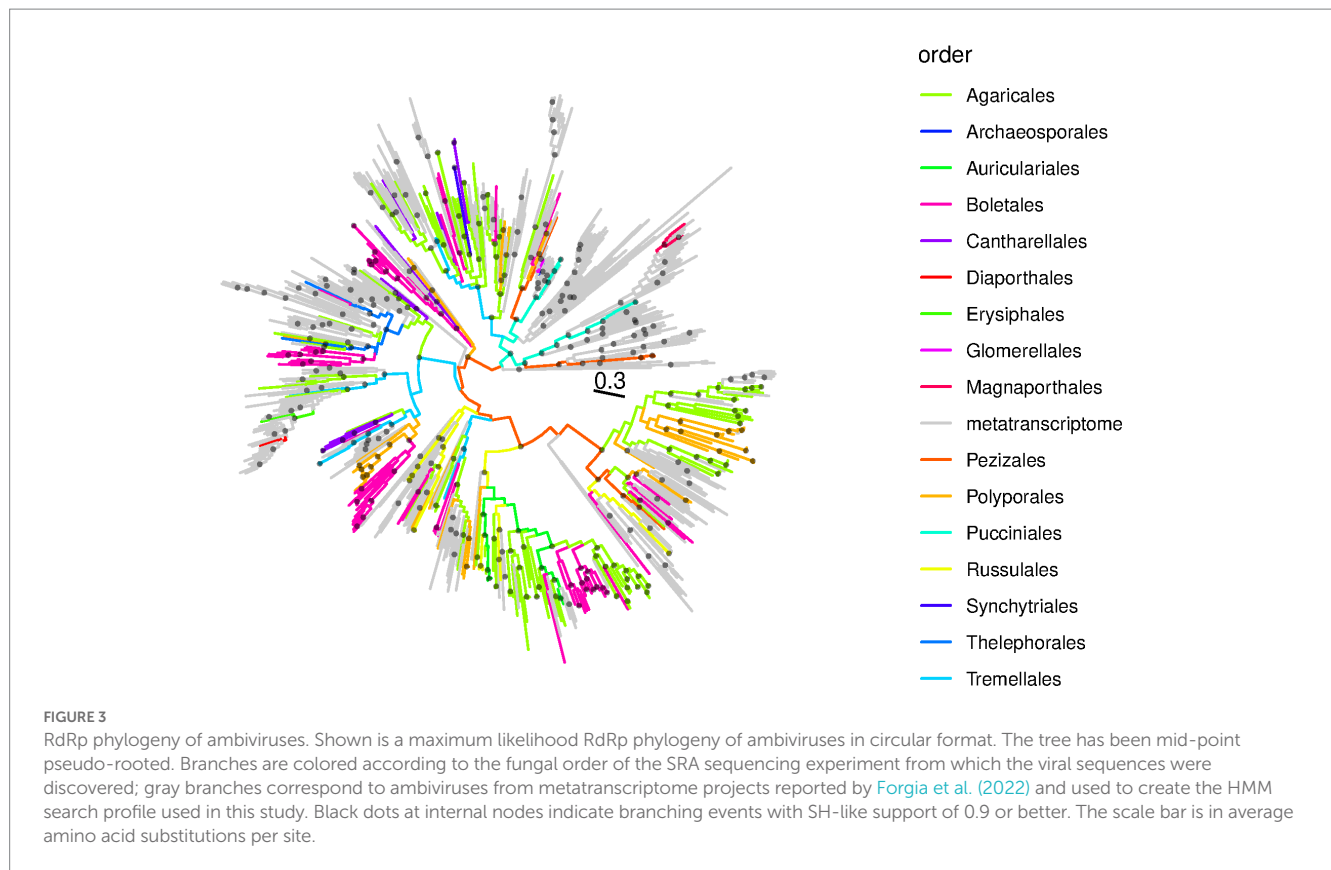 order
Agaricales
Archaeosporales
Auriculariales
Boletales
Cantharellales
Diaporthales
Erysiphales
Glomerellales
Magnaporthales
metatranscriptome
Pezizales
Polyporales
Pucciniales
Russulales
Synchytriales
Thelephorales
Tremellales
0.3
FIGURE 3
RdRp phylogeny of ambiviruses. Shown is a maximum likelihood RdRp phylogeny of ambiviruses in circular format. The tree has been mid-point
pseudo-rooted. Branches are colored according to the fungal order of the SRA sequencing experiment from which the viral sequences were
discovered; gray branches correspond to ambiviruses from metatranscriptome projects reported by Forgia et al. (2022) and used to create the HMM
search profile used in this study. Black dots at internal nodes indicate branching events with SH-like support of 0.9 or better. The scale bar is in average
amino acid substitutions per site.